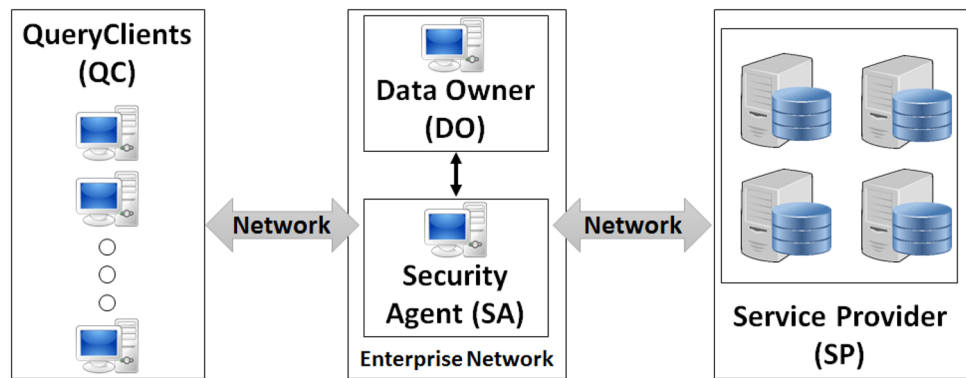 QueryClients
(QC)
Network
Data Owner
(DO)
Security
Agent (SA)
Enterprise Network
Network
Service Provider
(SP)